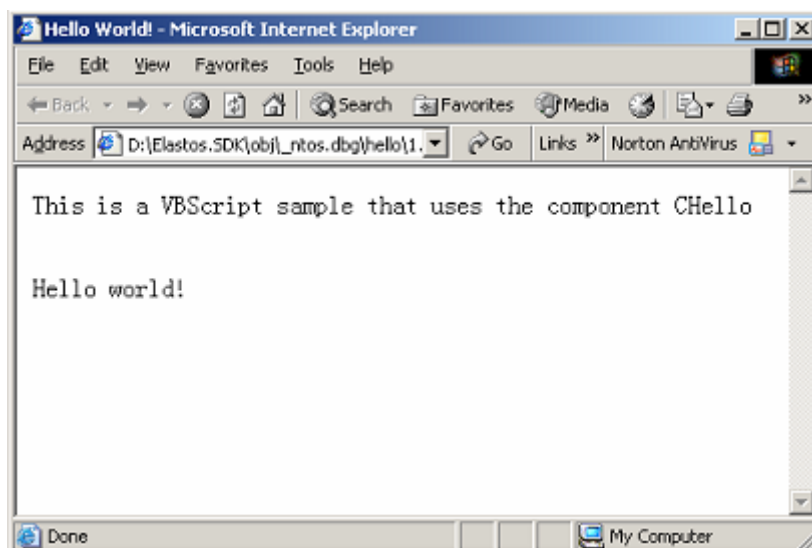 Hello World! - Microsoft Internet Explorer
File Edit View Favorites Tools Help
Back Search Favorites Media »
Address D:\Elastos.SDK\obj\_ntos.dbg\hello\1. Go Links » Norton AntiVirus
This is a VBScript sample that uses the component CHello
Hello world!
Done My Computer